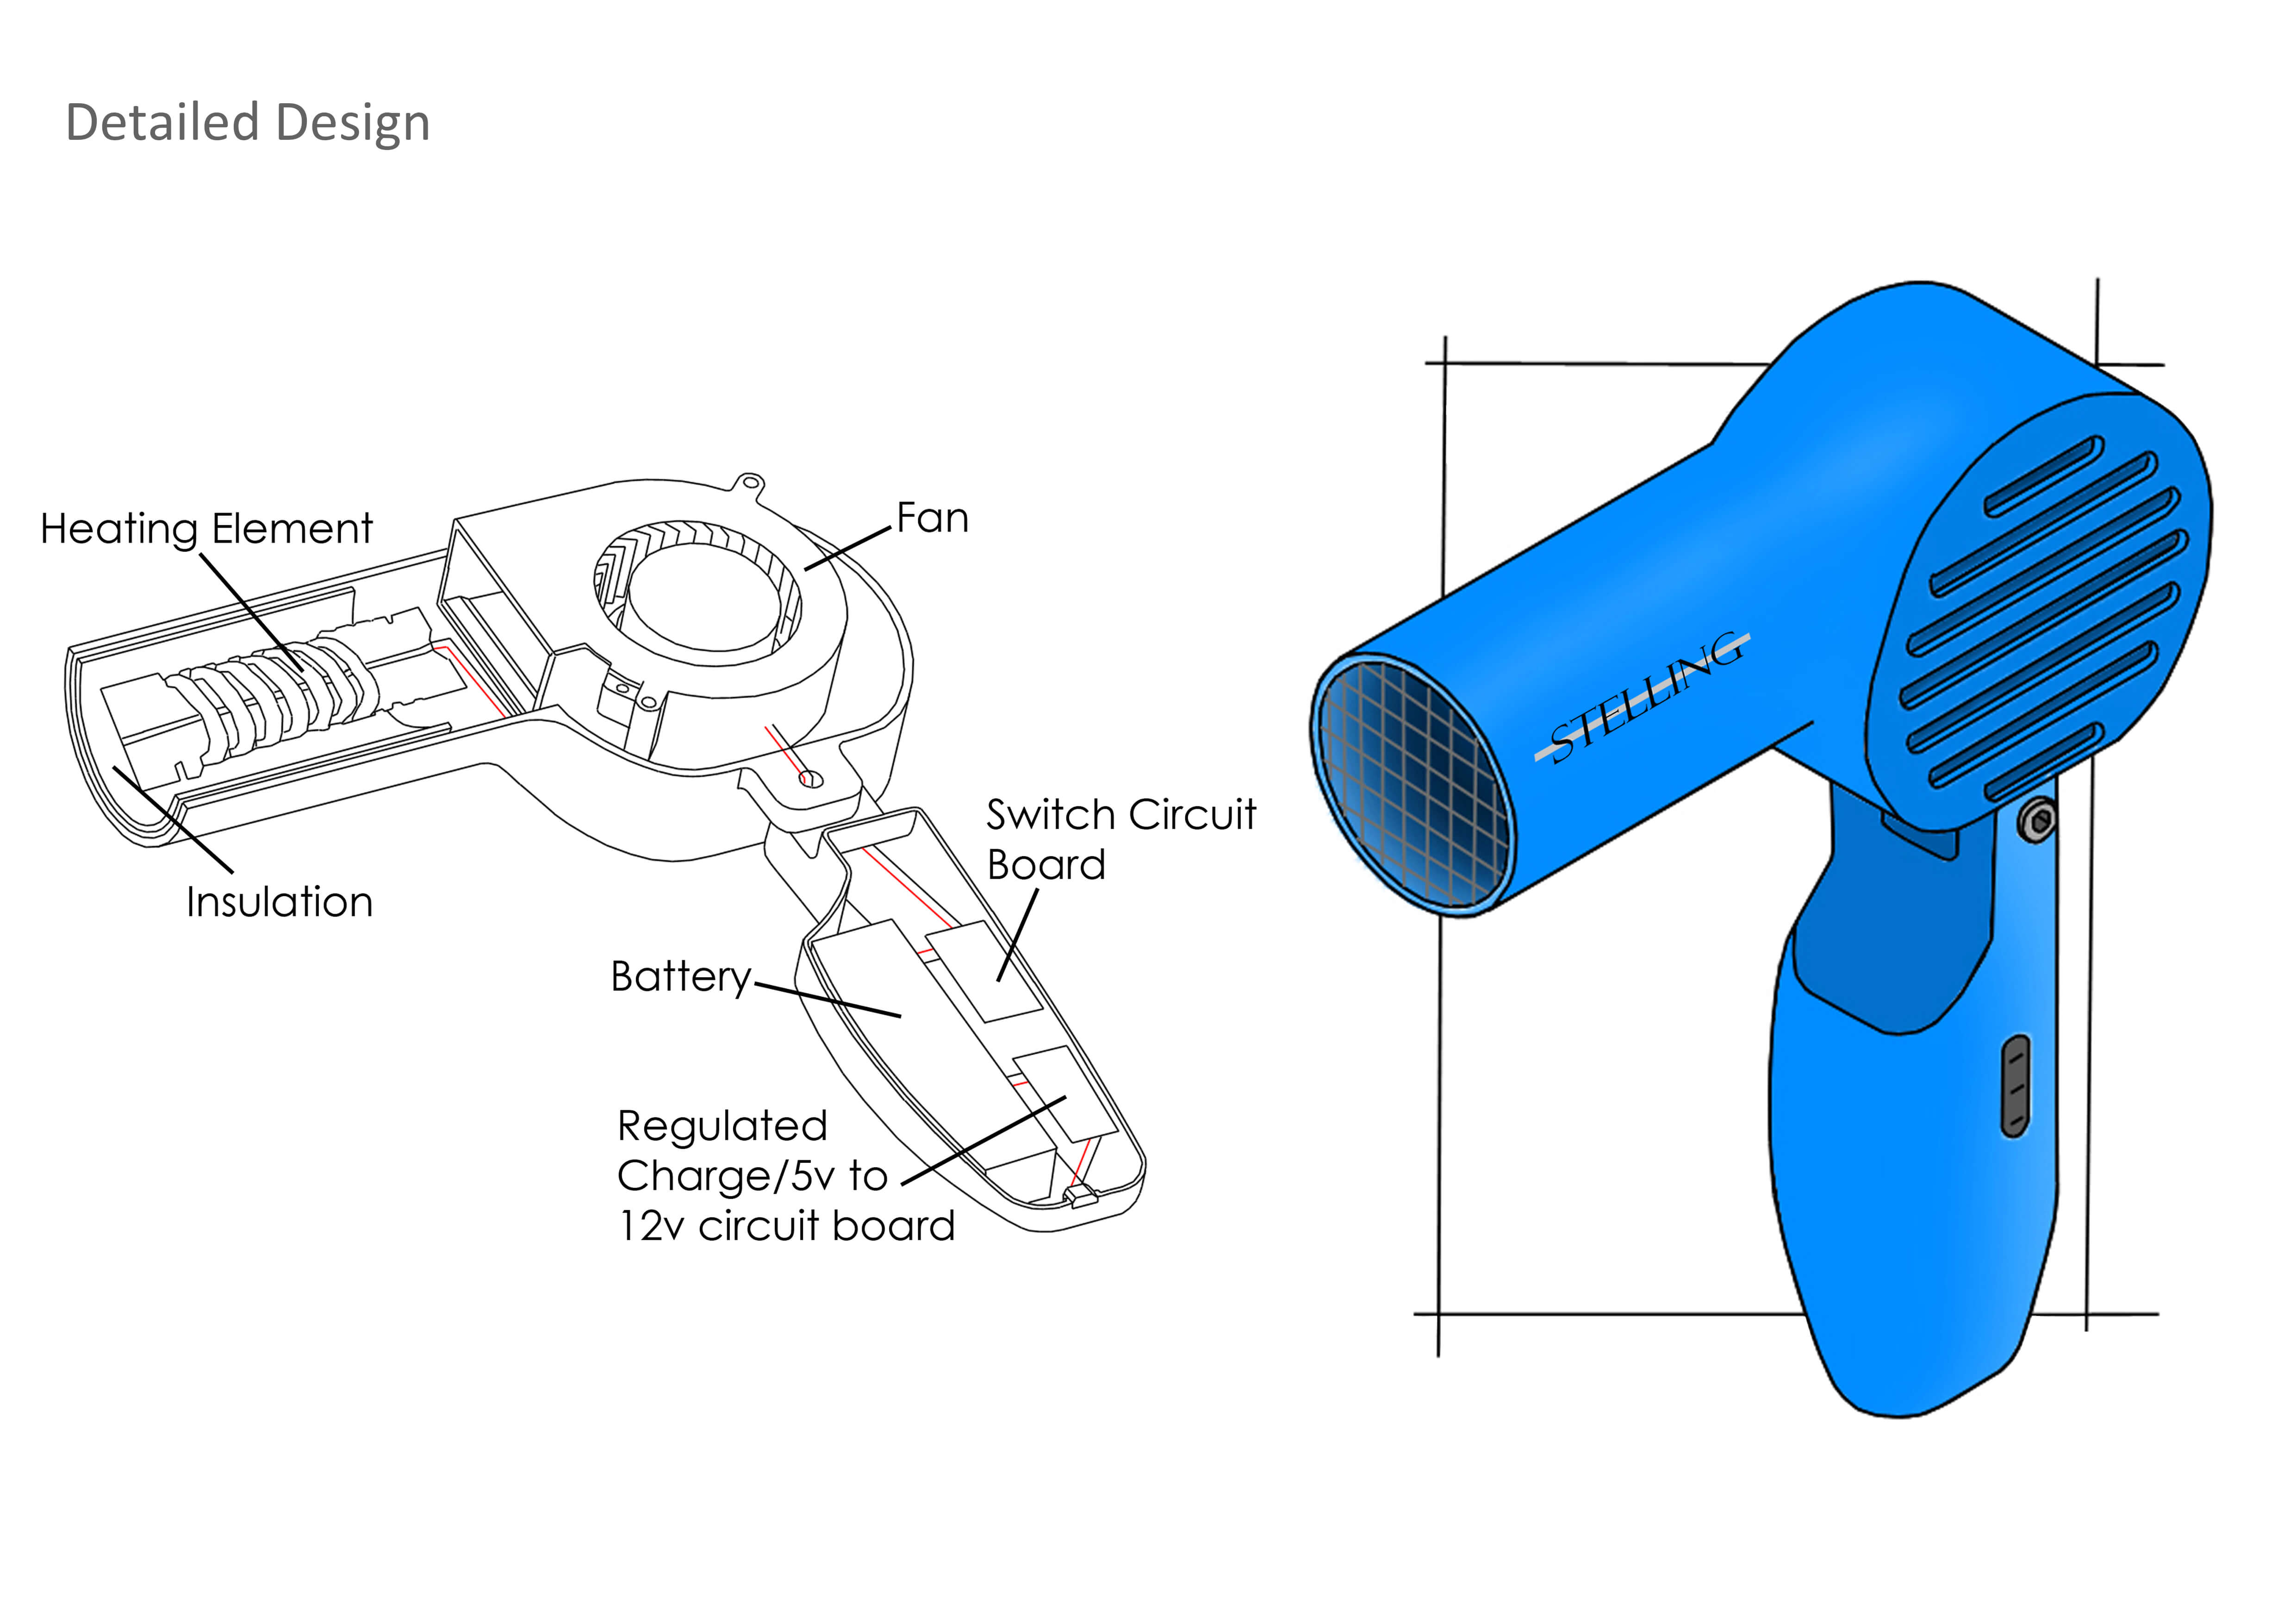 Detailed Design
Heating Element
Fan
Insulation
Switch Circuit
Board
Battery
Regulated
Charge/5v to
12v circuit board
STELLING